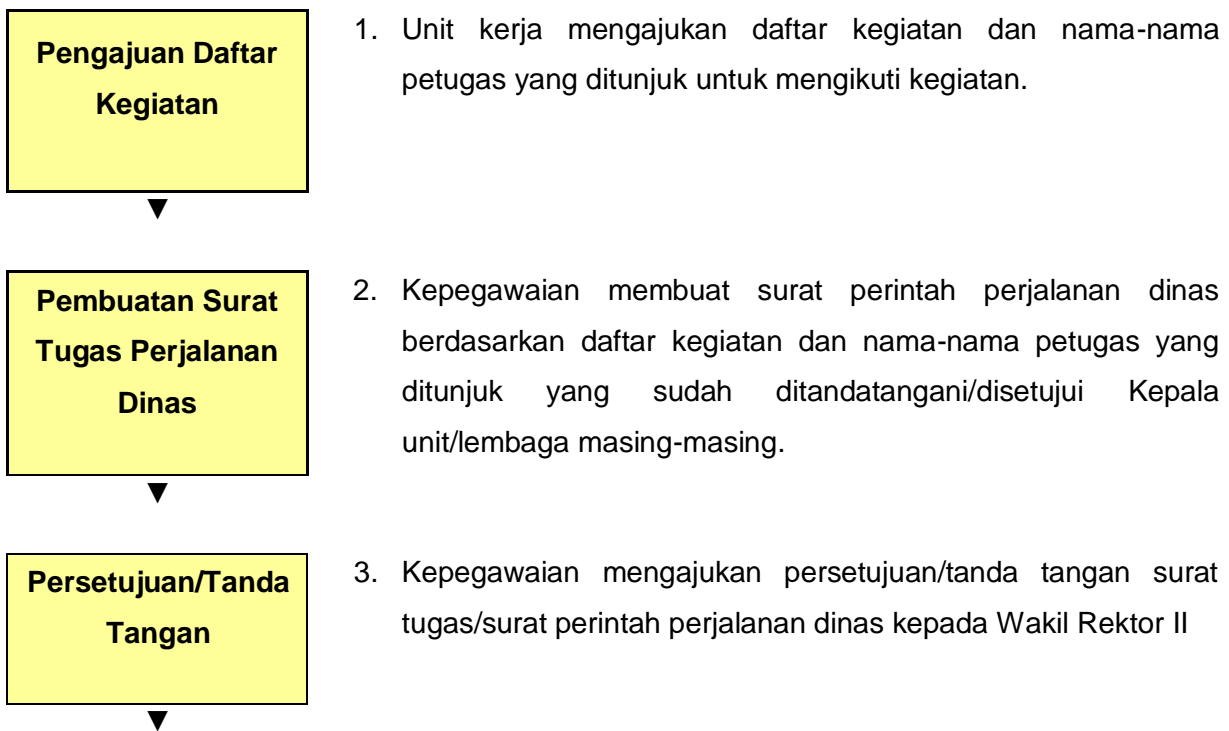 Pengajuan Daftar
Kegiatan
1. Unit kerja mengajukan daftar kegiatan dan nama-nama
petugas yang ditunjuk untuk mengikuti kegiatan.
▼
Pembuatan Surat
Tugas Perjalanan
Dinas
2. Kepegawaian membuat surat perintah perjalanan dinas
berdasarkan daftar kegiatan dan nama-nama petugas yang
ditunjuk yang sudah ditandatangani/disetujui Kepala
unit/lembaga masing-masing.
▼
Persetujuan/Tanda
Tangan
3. Kepegawaian mengajukan persetujuan/tanda tangan surat
tugas/surat perintah perjalanan dinas kepada Wakil Rektor II
▼